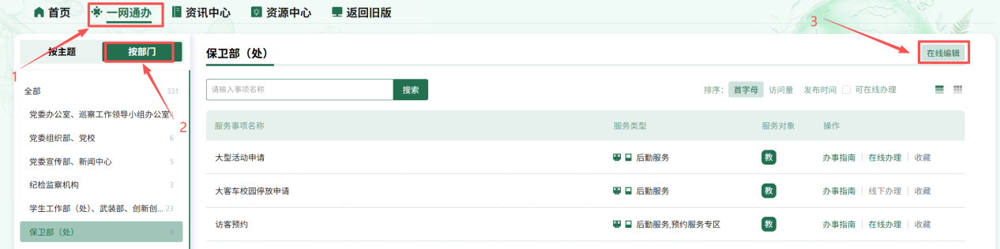 首页 一网通办 资讯中心 资源中心 返回旧版
3
按主题 按部门
保卫部（处）
在线编辑
1
全部 331
请输入事项名称 搜索
排序： 首字母 访问量 发布时间 可在线办理
党委办公室、巡察工作领导小组办公室
2
服务事项名称 服务类型 服务对象 操作
党委组织部、党校 6
党委宣传部、新闻中心 5
大型活动申请 后勤服务 教 办事指南 在线办理 收藏
纪检监察机构 3
大客车校园停放申请 后勤服务 教 办事指南 线下办理 收藏
学生工作部（处）、武装部、创新创... 23
保卫部（处） 9
访客预约 后勤服务,预约服务专区 教 办事指南 在线办理 收藏